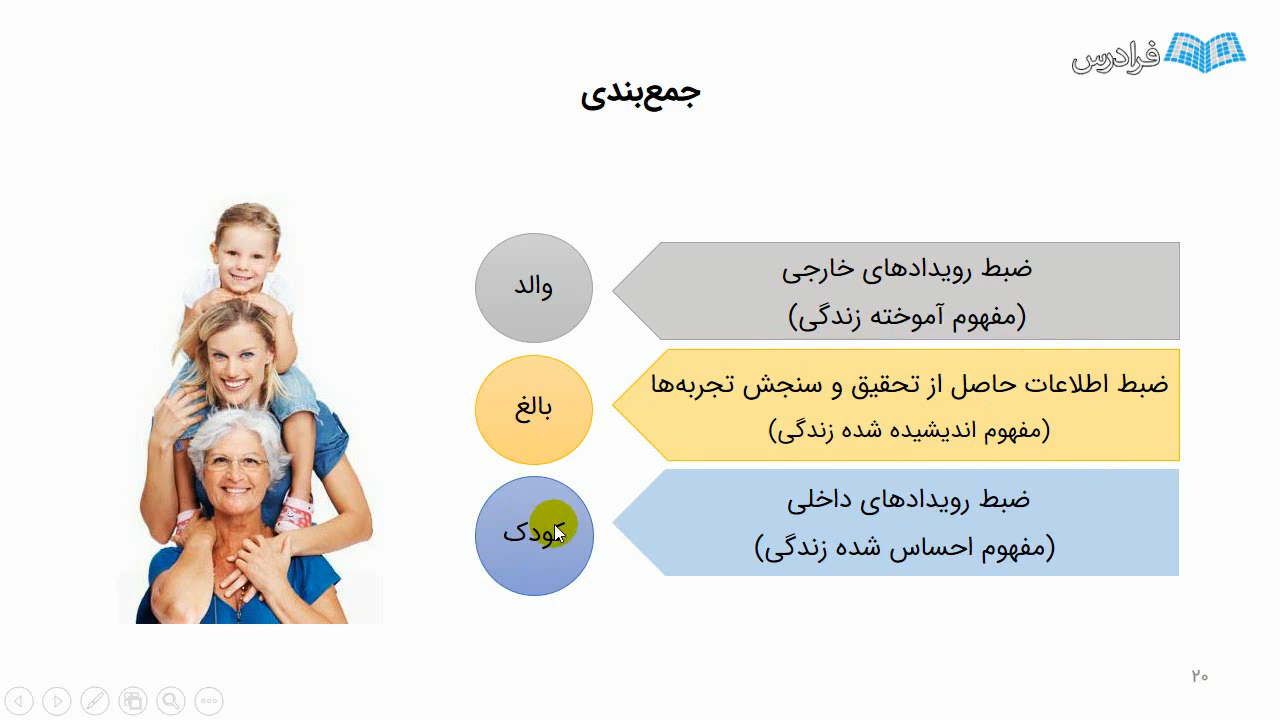 فرادرس
جمع‌بندی
والد
ضبط رویدادهای خارجی
(مفهوم آموخته زندگی)
بالغ
ضبط اطلاعات حاصل از تحقیق و سنجش تجربه‌ها
(مفهوم اندیشیده شده زندگی)
کودک
ضبط رویدادهای داخلی
(مفهوم احساس شده زندگی)
۲۰